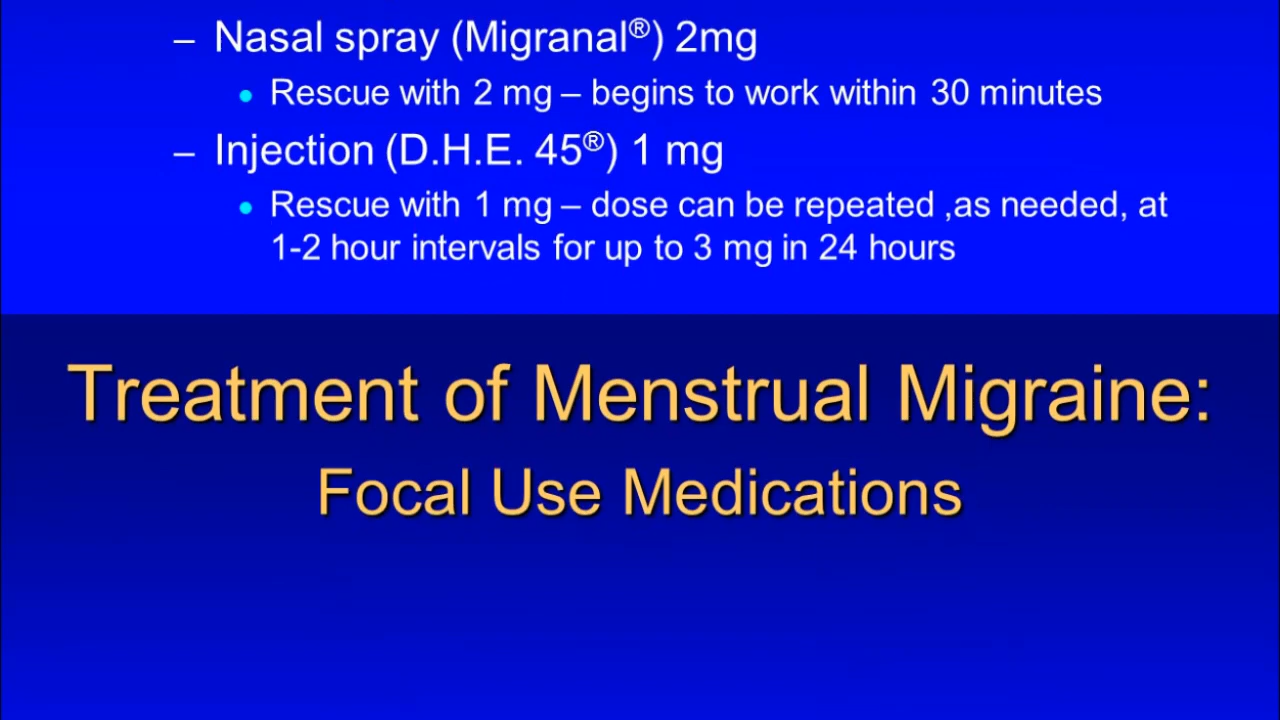 – Nasal spray (Migranal®) 2mg
• Rescue with 2 mg – begins to work within 30 minutes
– Injection (D.H.E. 45®) 1 mg
• Rescue with 1 mg – dose can be repeated ,as needed, at
1-2 hour intervals for up to 3 mg in 24 hours
Treatment of Menstrual Migraine:
Focal Use Medications